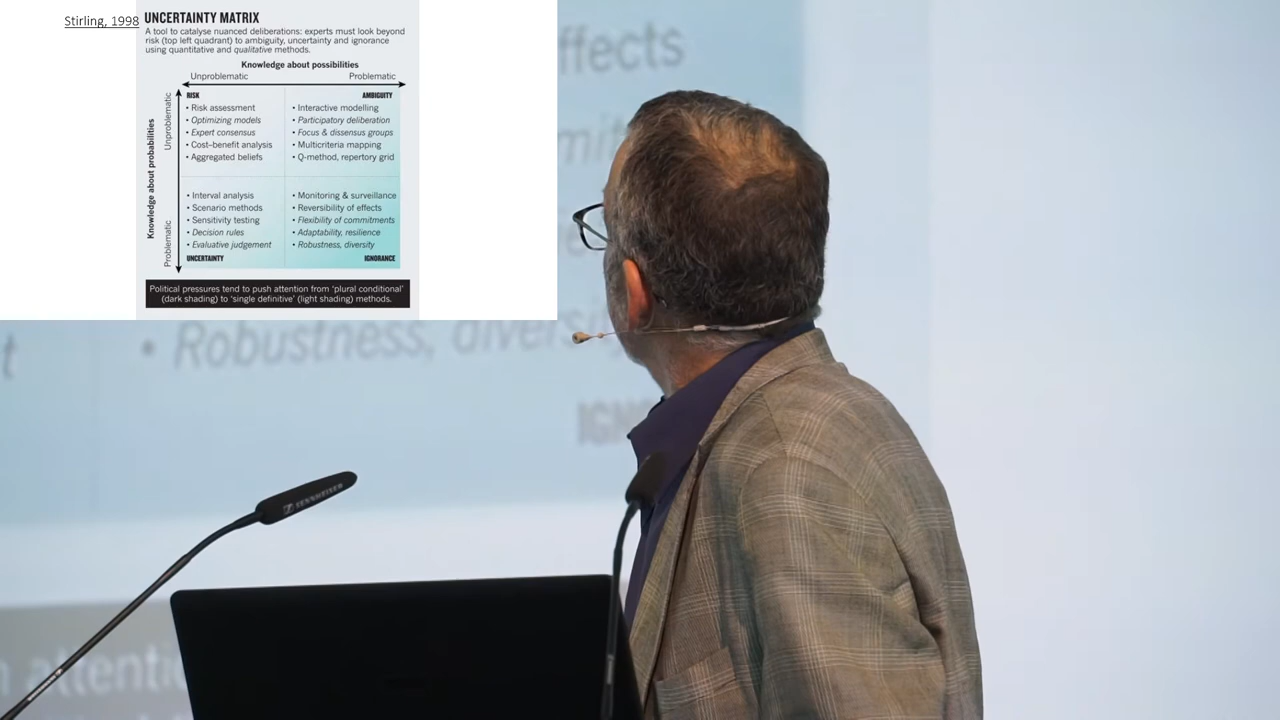 Stirling, 1998
UNCERTAINTY MATRIX
A tool to catalyse nuanced deliberations: experts must look beyond
risk (top left quadrant) to ambiguity, uncertainty and ignorance
using quantitative and qualitative methods.
Knowledge about possibilities
Unproblematic
Problematic
Knowledge about probabilities
Unproblematic
Problematic
RISK
• Risk assessment
• Optimizing models
• Expert consensus
• Cost–benefit analysis
• Aggregated beliefs
AMBIGUITY
• Interactive modelling
• Participatory deliberation
• Focus & dissensus groups
• Multicriteria mapping
• Q-method, repertory grid
• Interval analysis
• Scenario methods
• Sensitivity testing
• Decision rules
• Evaluative judgement
UNCERTAINTY
• Monitoring & surveillance
• Reversibility of effects
• Flexibility of commitments
• Adaptability, resilience
• Robustness, diversity
IGNORANCE
Political pressures tend to push attention from ‘plural conditional’
(dark shading) to ‘single definitive’ (light shading) methods.
ffects
mi
t
• Robustness, divers
IGNO
n attenti
SENNHEISER